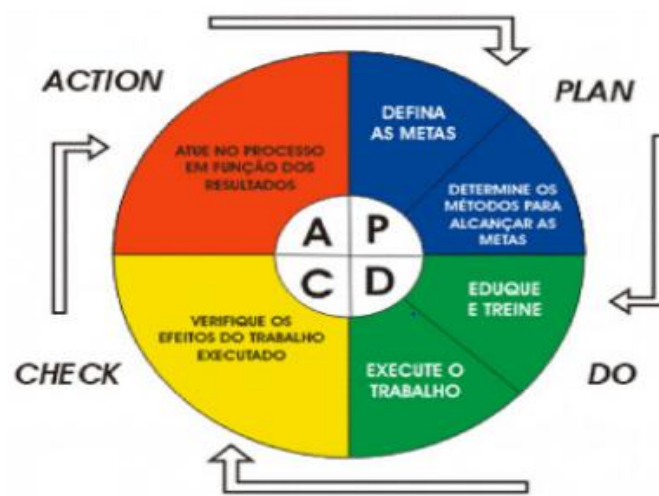 ACTION
PLAN
DEFINA
AS METAS
ATUE NO PROCESSO
EM FUNÇÃO DOS
RESULTADOS
DETERMINE OS
MÉTODOS PARA
ALCANÇAR AS
METAS
A P
C D
EDUQUE
E TREINE
VERIFIQUE OS
EFEITOS DO TRABALHO
EXECUTADO
EXECUTE O
TRABALHO
CHECK
DO